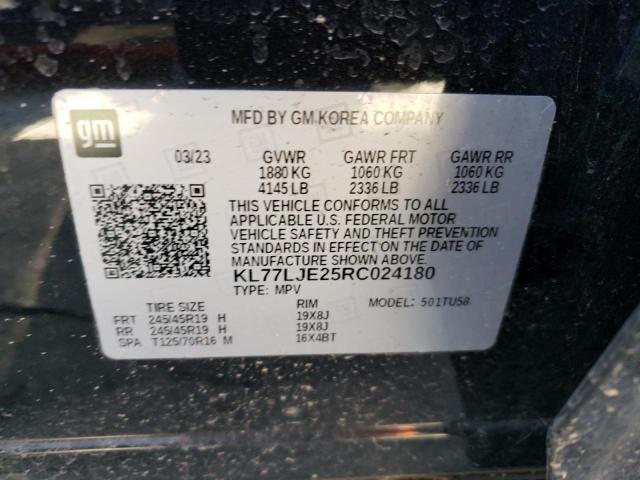 gm
MFD BY GM KOREA COMPANY
03/23 GVWR GAWR FRT GAWR RR
1880 KG 1060 KG 1060 KG
4145 LB 2336 LB 2336 LB
THIS VEHICLE CONFORMS TO ALL
APPLICABLE U.S. FEDERAL MOTOR
VEHICLE SAFETY AND THEFT PREVENTION
STANDARDS IN EFFECT ON THE DATE OF
MANUFACTURE SHOWN ABOVE.
KL77LJE25RC024180
TYPE: MPV MODEL: 501TU58
TIRE SIZE RIM
FRT 245/45R19 H 19X8J
RR 245/45R19 H 19X8J
SPA T125/70R16 M 16X4BT